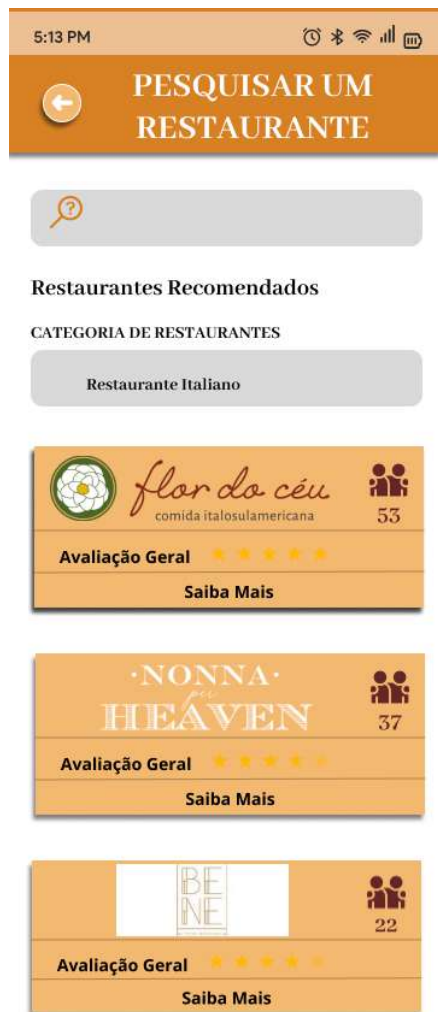 5:13 PM
PESQUISAR UM
RESTAURANTE
?
Restaurantes Recomendados
CATEGORIA DE RESTAURANTES
Restaurante Italiano
flor do céu
comida italosulamericana
53
Avaliação Geral
Saiba Mais
·NONNA·
per
HEAVEN
37
Avaliação Geral
Saiba Mais
BE
NE
22
Avaliação Geral
Saiba Mais